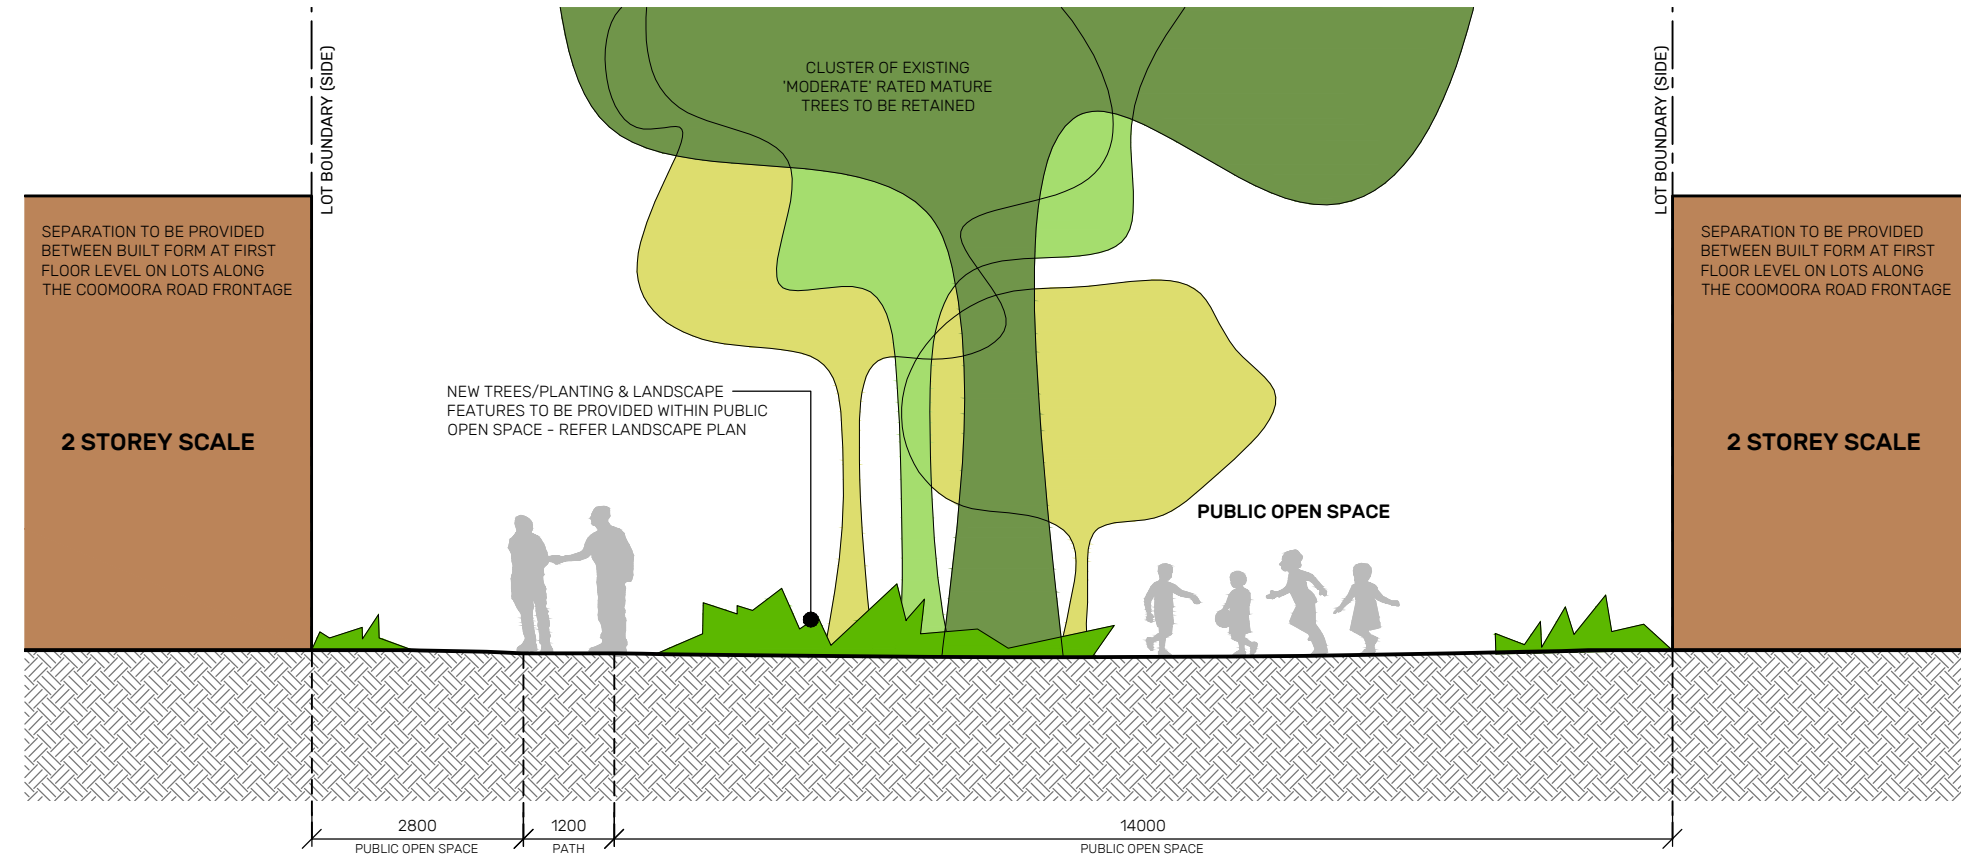 CLUSTER OF EXISTING
'MODERATE' RATED MATURE
TREES TO BE RETAINED
LOT BOUNDARY (SIDE)
LOT BOUNDARY (SIDE)
SEPARATION TO BE PROVIDED
BETWEEN BUILT FORM AT FIRST
FLOOR LEVEL ON LOTS ALONG
THE COOMOORA ROAD FRONTAGE
SEPARATION TO BE PROVIDED
BETWEEN BUILT FORM AT FIRST
FLOOR LEVEL ON LOTS ALONG
THE COOMOORA ROAD FRONTAGE
NEW TREES/PLANTING & LANDSCAPE
FEATURES TO BE PROVIDED WITHIN PUBLIC
OPEN SPACE - REFER LANDSCAPE PLAN
2 STOREY SCALE
2 STOREY SCALE
PUBLIC OPEN SPACE
2800
PUBLIC OPEN SPACE
1200
PATH
14000
PUBLIC OPEN SPACE